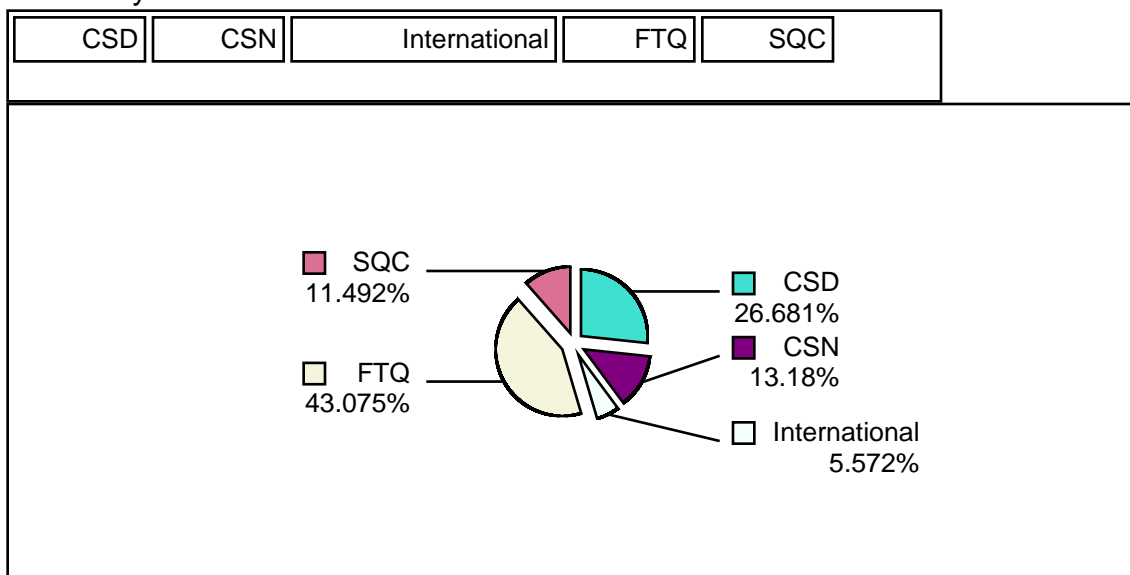 CSD CSN International FTQ SQC
SQC
11.492%
CSD
26.681%
CSN
13.18%
FTQ
43.075%
International
5.572%